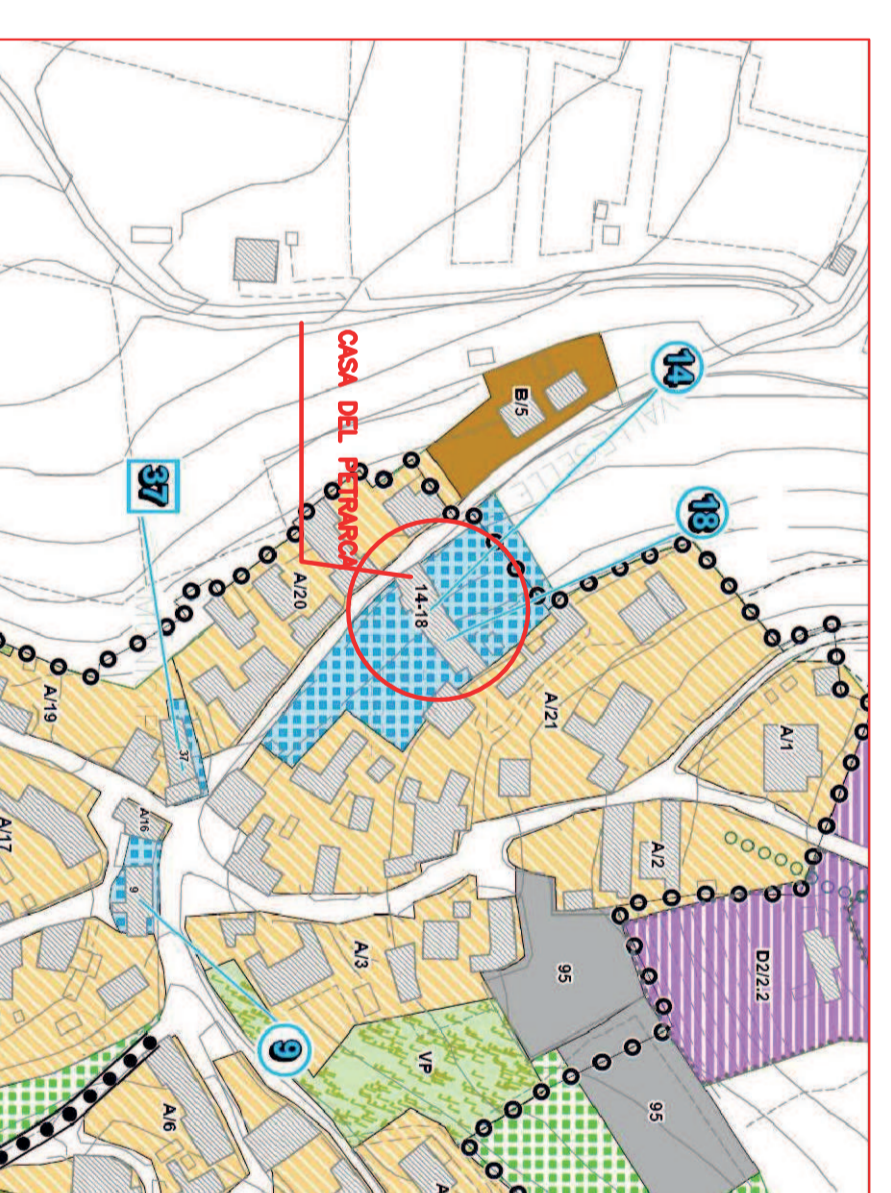 14
18
37
9
CASA DEL PETRARCA
VALLESELLE
B/5
14-18
A/20
A/21
A/19
A/1
A/2
37
A/16
9
A/17
A/3
95
D2/2.2
VP
95
A/6